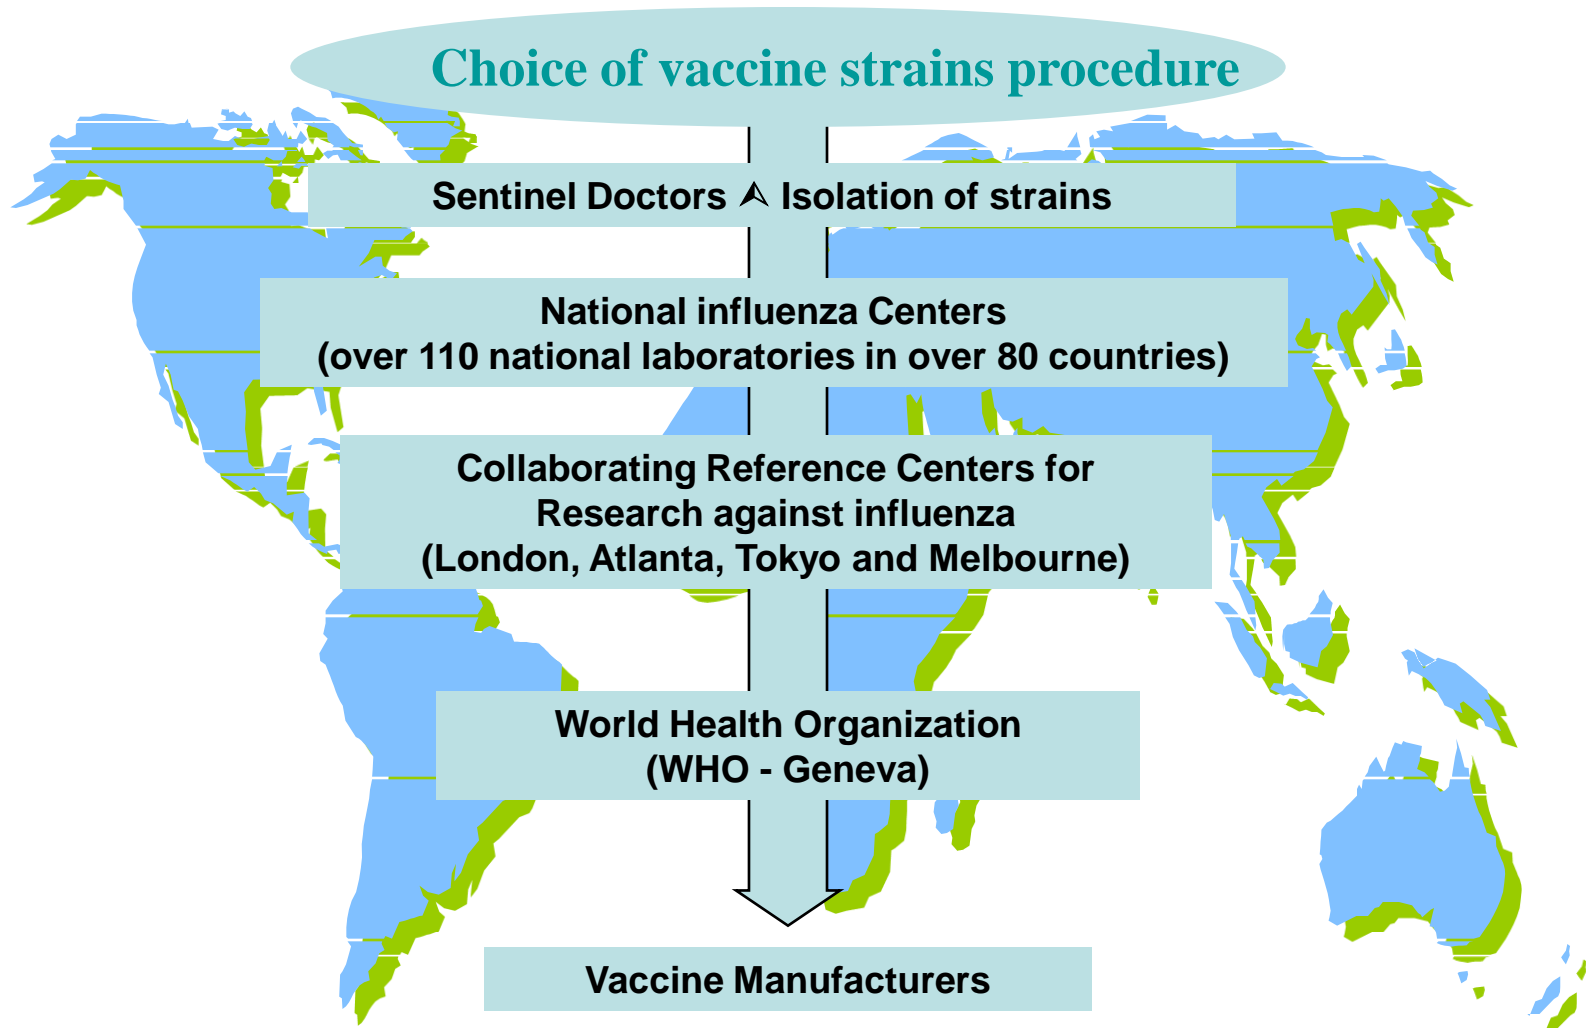 Choice of vaccine strains procedure
Sentinel Doctors ⮝ Isolation of strains
National influenza Centers
(over 110 national laboratories in over 80 countries)
Collaborating Reference Centers for
Research against influenza
(London, Atlanta, Tokyo and Melbourne)
World Health Organization
(WHO - Geneva)
Vaccine Manufacturers